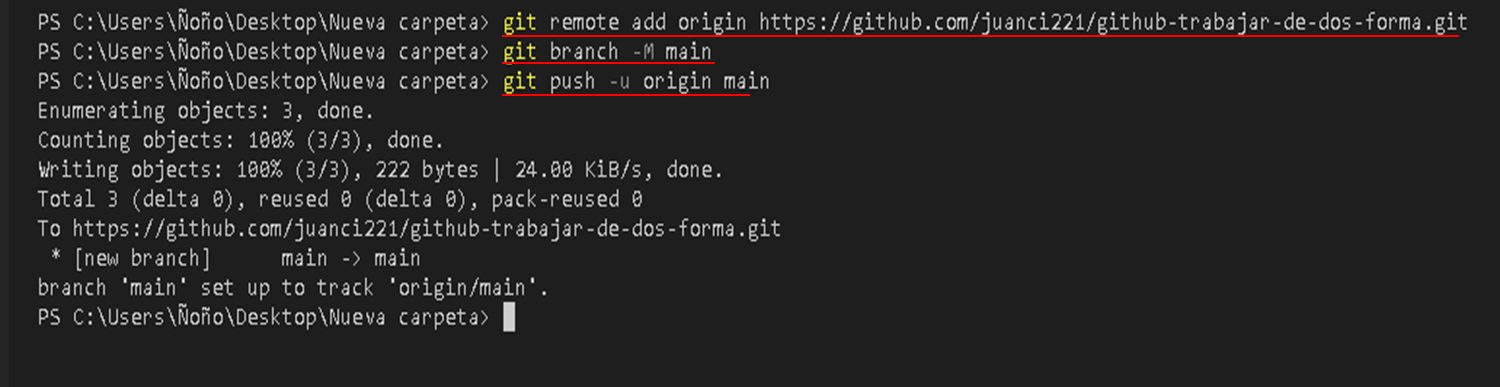 PS C:\Users\Ñoño\Desktop\Nueva carpeta> git remote add origin https://github.com/juanci221/github-trabajar-de-dos-forma.git
PS C:\Users\Ñoño\Desktop\Nueva carpeta> git branch -M main
PS C:\Users\Ñoño\Desktop\Nueva carpeta> git push -u origin main
Enumerating objects: 3, done.
Counting objects: 100% (3/3), done.
Writing objects: 100% (3/3), 222 bytes | 24.00 KiB/s, done.
Total 3 (delta 0), reused 0 (delta 0), pack-reused 0
To https://github.com/juanci221/github-trabajar-de-dos-forma.git
 * [new branch]      main -> main
branch 'main' set up to track 'origin/main'.
PS C:\Users\Ñoño\Desktop\Nueva carpeta>